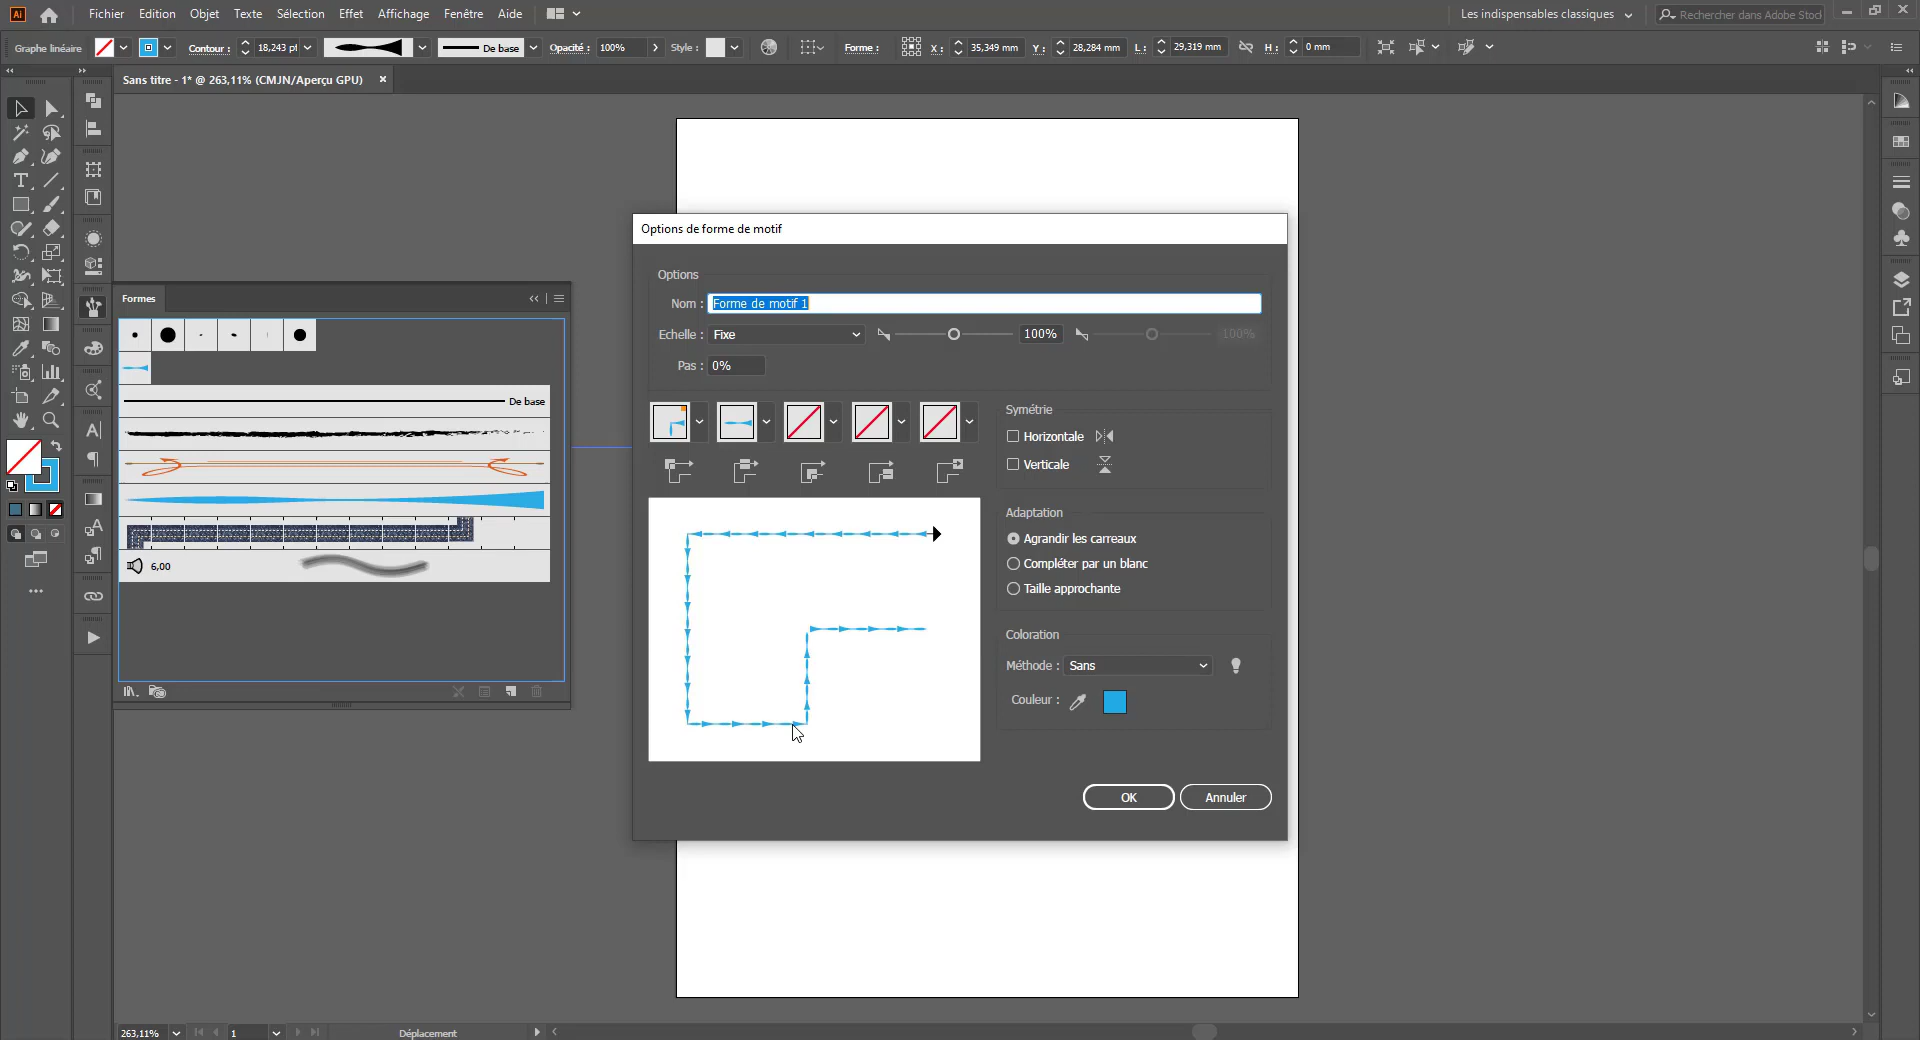 Ai
Fichier Edition Objet Texte Sélection Effet Affichage Fenêtre Aide
Les indispensables classiques
Rechercher dans Adobe Stock
Graphe linéaire
Contour : 18,243 pt
De base
Opacité : 100%
Style :
Forme :
X : 35,349 mm
Y : 28,284 mm
L : 29,319 mm
H : 0 mm
Sans titre - 1* @ 263,11% (CMJN/Aperçu GPU)
Formes
De base
6,00
Options de forme de motif
Options
Nom : Forme de motif 1
Echelle : Fixe 100% 100%
Pas : 0%
Symétrie
Horizontale
Verticale
Adaptation
Agrandir les carreaux
Compléter par un blanc
Taille approchante
Coloration
Méthode : Sans
Couleur :
OK Annuler
263,11% 1 Déplacement